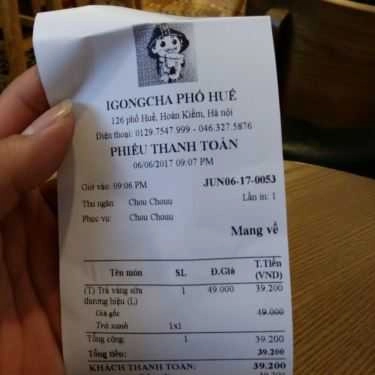 IGONGCHA PHỐ HUẾ
126 phố Huế, Hoàn Kiếm, Hà nội
Điện thoại: 0129.7547.999 - 046.327.5876
PHIẾU THANH TOÁN
06/06/2017 09:07 PM
Giờ vào: 09:06 PM JUN06-17-0053
Thu ngân: Chou Chouu Lần in: 1
Phục vụ: Chou Chouu
Mang về
Tên món SL Đ.Giá T.Tiền (VND)
(T) Trà vàng sữa 1 49.000 39.200
thương hiệu (L)
Giá gốc 49.000
Trà xanh 1x1
Tổng cộng: 1 39.200
Tổng tiền: 39.200
KHÁCH THANH TOÁN: 39.200